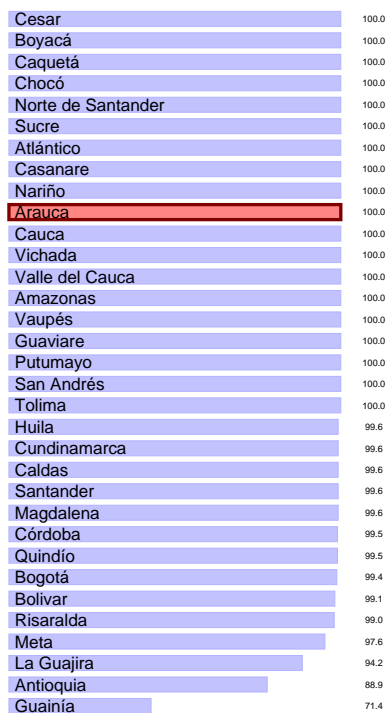 Cesar 100.0
Boyacá 100.0
Caquetá 100.0
Chocó 100.0
Norte de Santander 100.0
Sucre 100.0
Atlántico 100.0
Casanare 100.0
Nariño 100.0
Arauca 100.0
Cauca 100.0
Vichada 100.0
Valle del Cauca 100.0
Amazonas 100.0
Vaupés 100.0
Guaviare 100.0
Putumayo 100.0
San Andrés 100.0
Tolima 100.0
Huila 99.6
Cundinamarca 99.6
Caldas 99.6
Santander 99.6
Magdalena 99.6
Córdoba 99.5
Quindío 99.5
Bogotá 99.4
Bolivar 99.1
Risaralda 99.0
Meta 97.6
La Guajira 94.2
Antioquia 88.9
Guainía 71.4